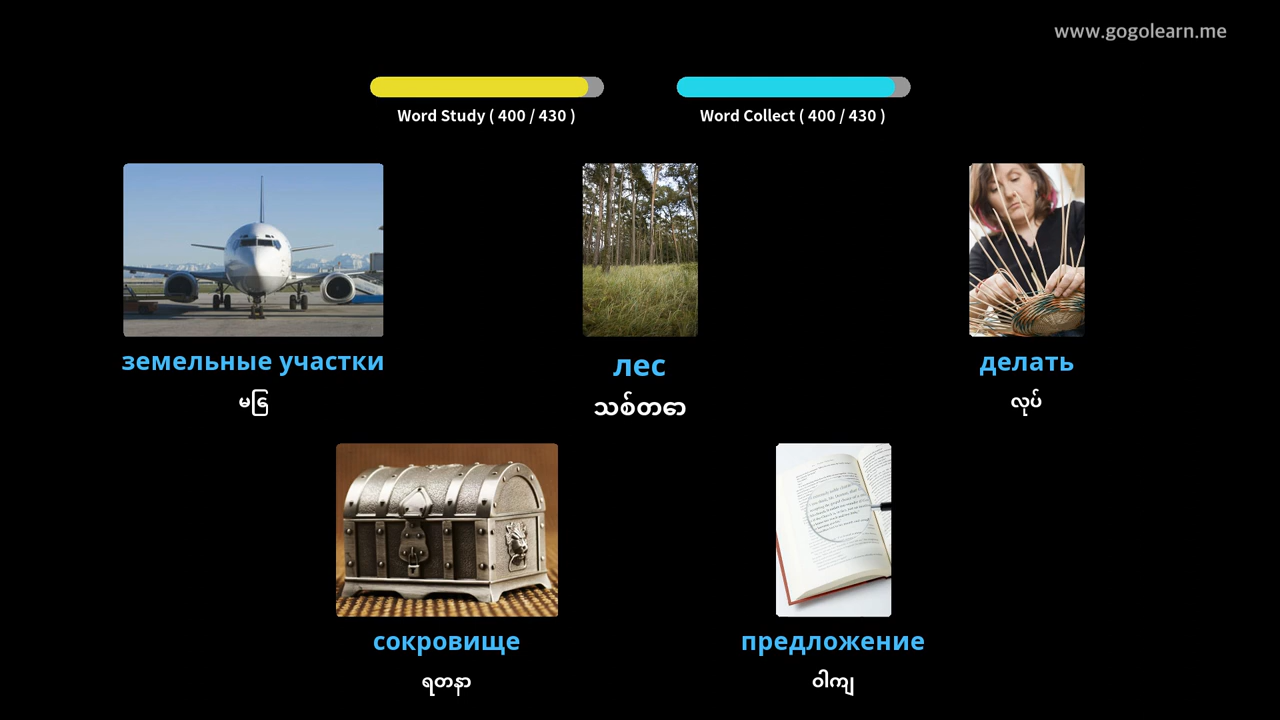 www.gogolearn.me
Word Study ( 400 / 430 )
Word Collect ( 400 / 430 )
земельные участки
лес
делать
မြေ
သစ်တော
လုပ်
сокровище
предложение
ရတနာ
ဝါကျ